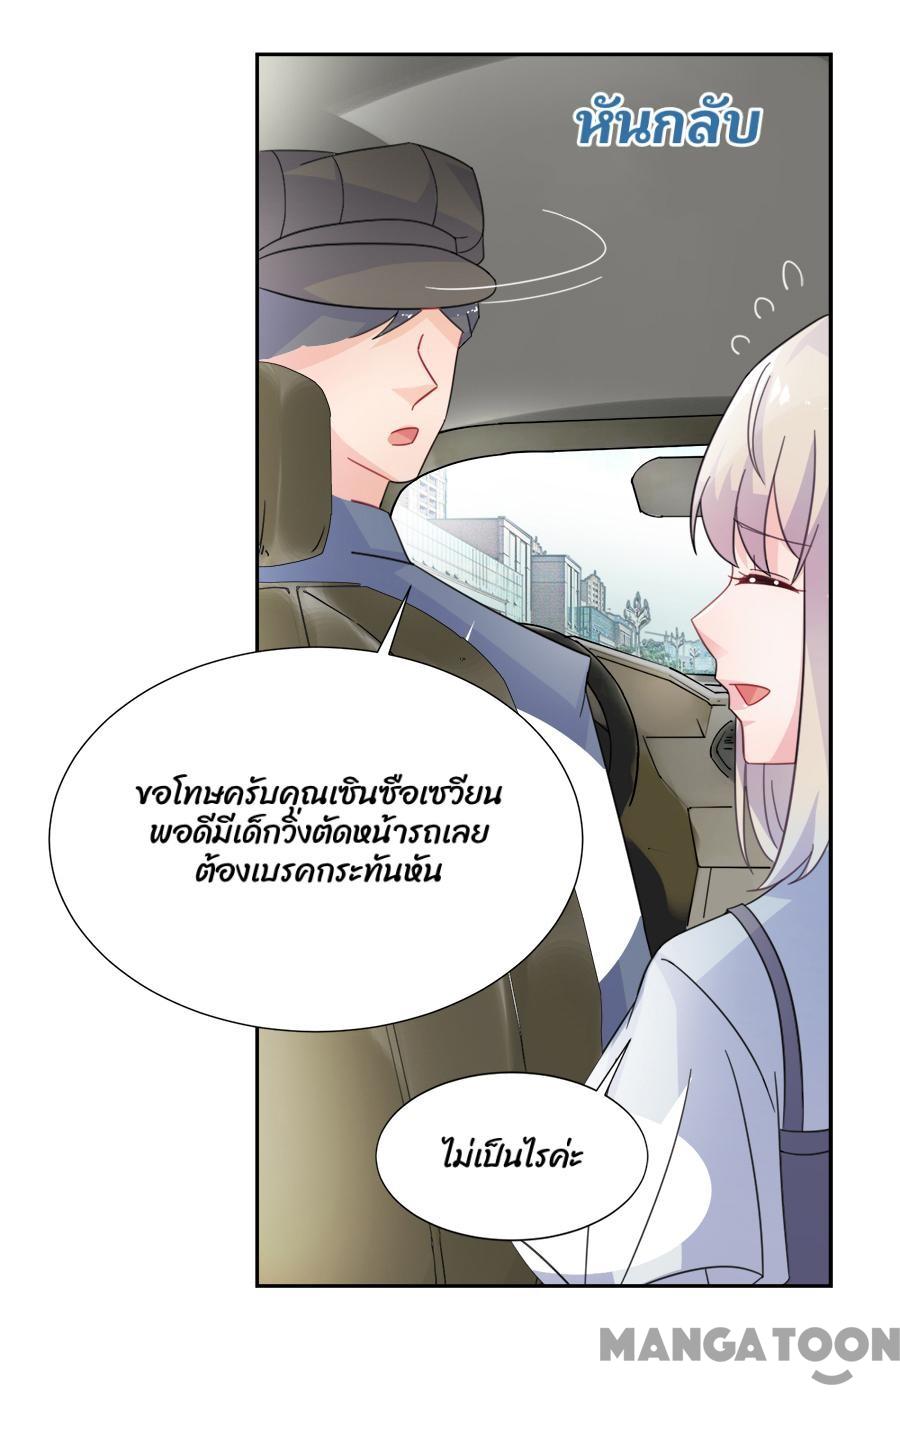 หันกลับ
ขอโทษครับคุณเซินซือเซวียน
พอดีมีเด็กวิ่งตัดหน้ารถเลย
ต้องเบรคกระทันหัน
ไม่เป็นไรค่ะ
MANGATOON